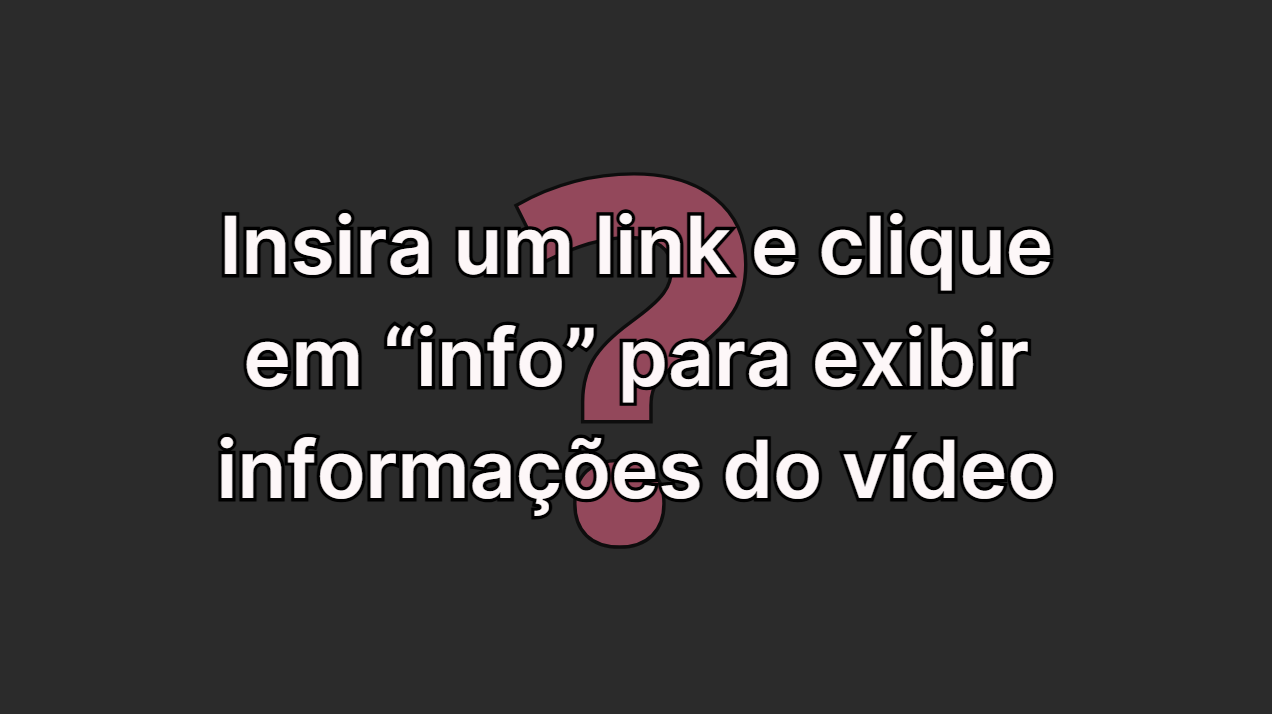 Insira um link e clique
em “info” para exibir
informações do vídeo